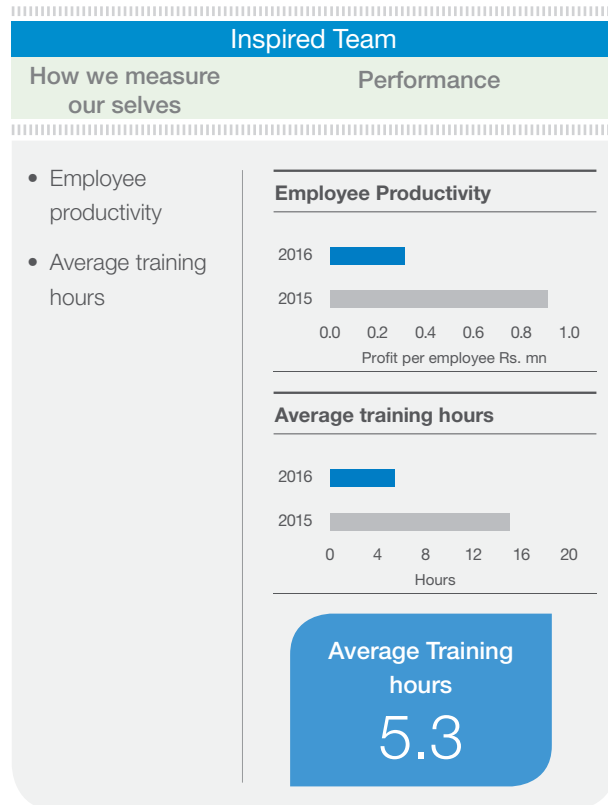 Inspired Team
How we measure
our selves
Performance
• Employee
productivity
• Average training
hours
Employee Productivity
2016
2015
0.0 0.2 0.4 0.6 0.8 1.0
Profit per employee Rs. mn
Average training hours
2016
2015
0 4 8 12 16 20
Hours
Average Training
hours
5.3